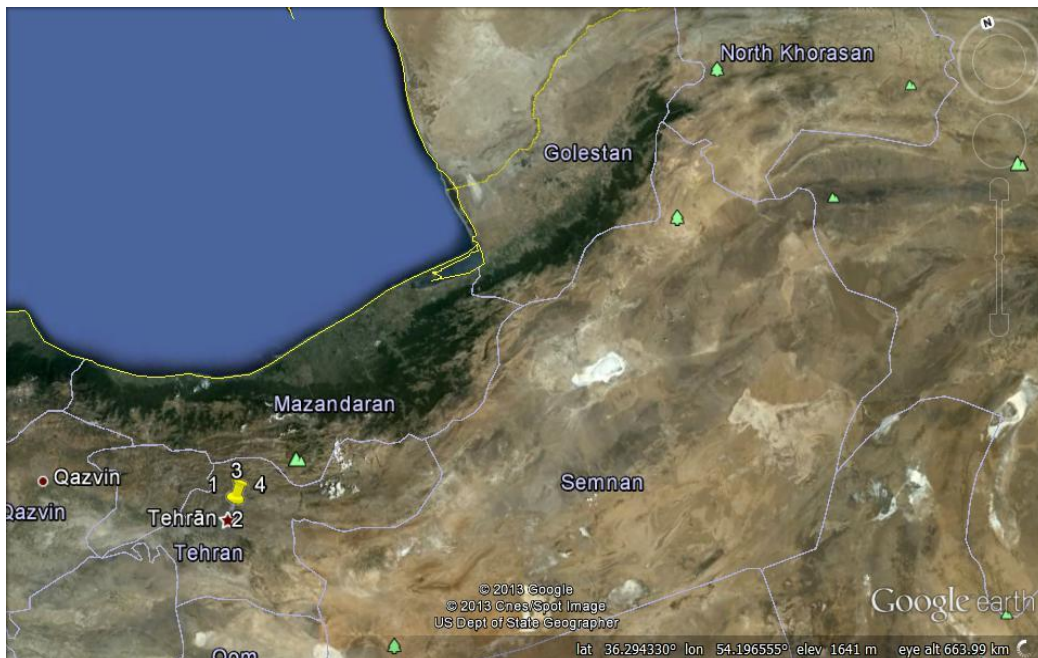 N
North Khorasan
Golestan
Mazandaran
Qazvin
3
1 4
Qazvin
Semnan
Tehrān 2
Tehran
© 2013 Google
© 2013 Cnes/Spot Image
US Dept of State Geographer
Google earth
Qom
lat 36.294330° lon 54.196555° elev 1641 m eye alt 663.99 km